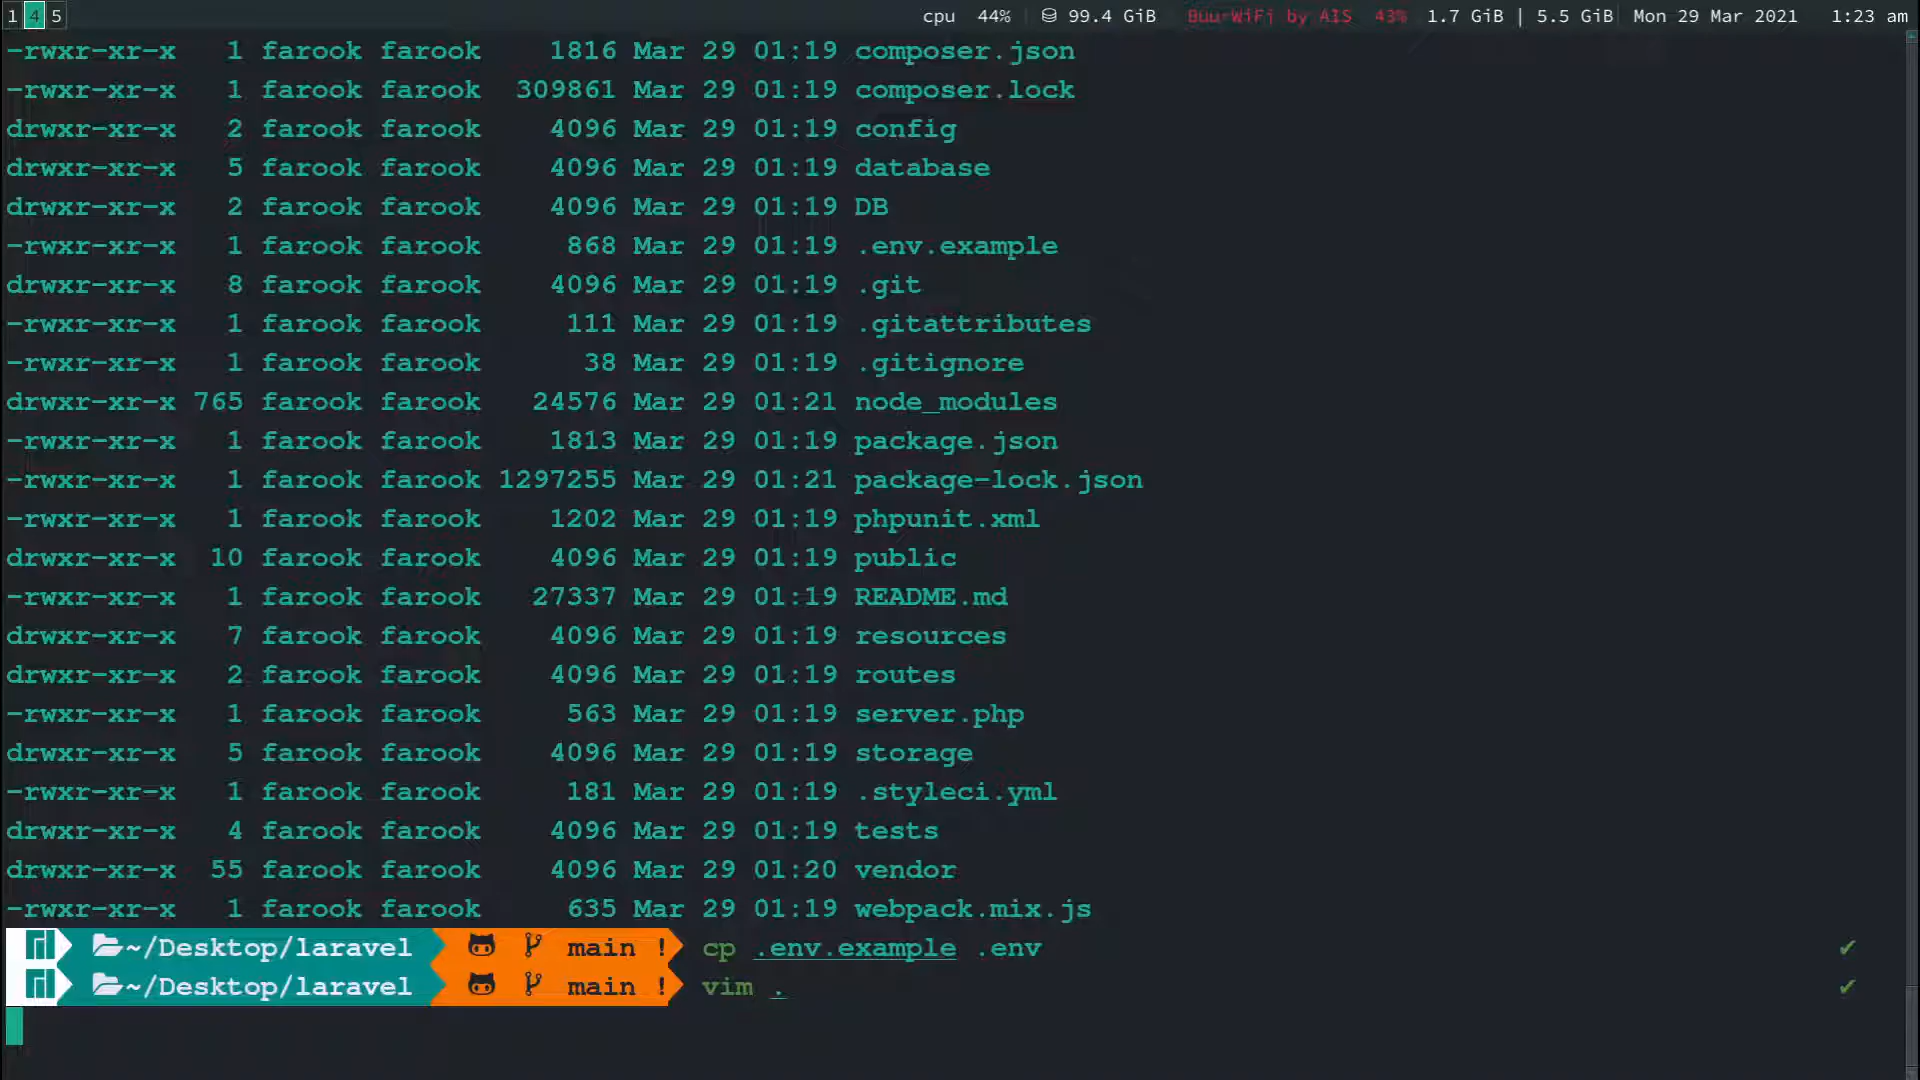 1 4 5 cpu 44% 99.4 GiB Buu-WiFi by AIS 43% 1.7 GiB | 5.5 GiB Mon 29 Mar 2021 1:23 am
-rwxr-xr-x 1 farook farook 1816 Mar 29 01:19 composer.json
-rwxr-xr-x 1 farook farook 309861 Mar 29 01:19 composer.lock
drwxr-xr-x 2 farook farook 4096 Mar 29 01:19 config
drwxr-xr-x 5 farook farook 4096 Mar 29 01:19 database
drwxr-xr-x 2 farook farook 4096 Mar 29 01:19 DB
-rwxr-xr-x 1 farook farook 868 Mar 29 01:19 .env.example
drwxr-xr-x 8 farook farook 4096 Mar 29 01:19 .git
-rwxr-xr-x 1 farook farook 111 Mar 29 01:19 .gitattributes
-rwxr-xr-x 1 farook farook 38 Mar 29 01:19 .gitignore
drwxr-xr-x 765 farook farook 24576 Mar 29 01:21 node_modules
-rwxr-xr-x 1 farook farook 1813 Mar 29 01:19 package.json
-rwxr-xr-x 1 farook farook 1297255 Mar 29 01:21 package-lock.json
-rwxr-xr-x 1 farook farook 1202 Mar 29 01:19 phpunit.xml
drwxr-xr-x 10 farook farook 4096 Mar 29 01:19 public
-rwxr-xr-x 1 farook farook 27337 Mar 29 01:19 README.md
drwxr-xr-x 7 farook farook 4096 Mar 29 01:19 resources
drwxr-xr-x 2 farook farook 4096 Mar 29 01:19 routes
-rwxr-xr-x 1 farook farook 563 Mar 29 01:19 server.php
drwxr-xr-x 5 farook farook 4096 Mar 29 01:19 storage
-rwxr-xr-x 1 farook farook 181 Mar 29 01:19 .styleci.yml
drwxr-xr-x 4 farook farook 4096 Mar 29 01:19 tests
drwxr-xr-x 55 farook farook 4096 Mar 29 01:20 vendor
-rwxr-xr-x 1 farook farook 635 Mar 29 01:19 webpack.mix.js
~/Desktop/laravel main ! cp .env.example .env ✔
~/Desktop/laravel main ! vim . ✔